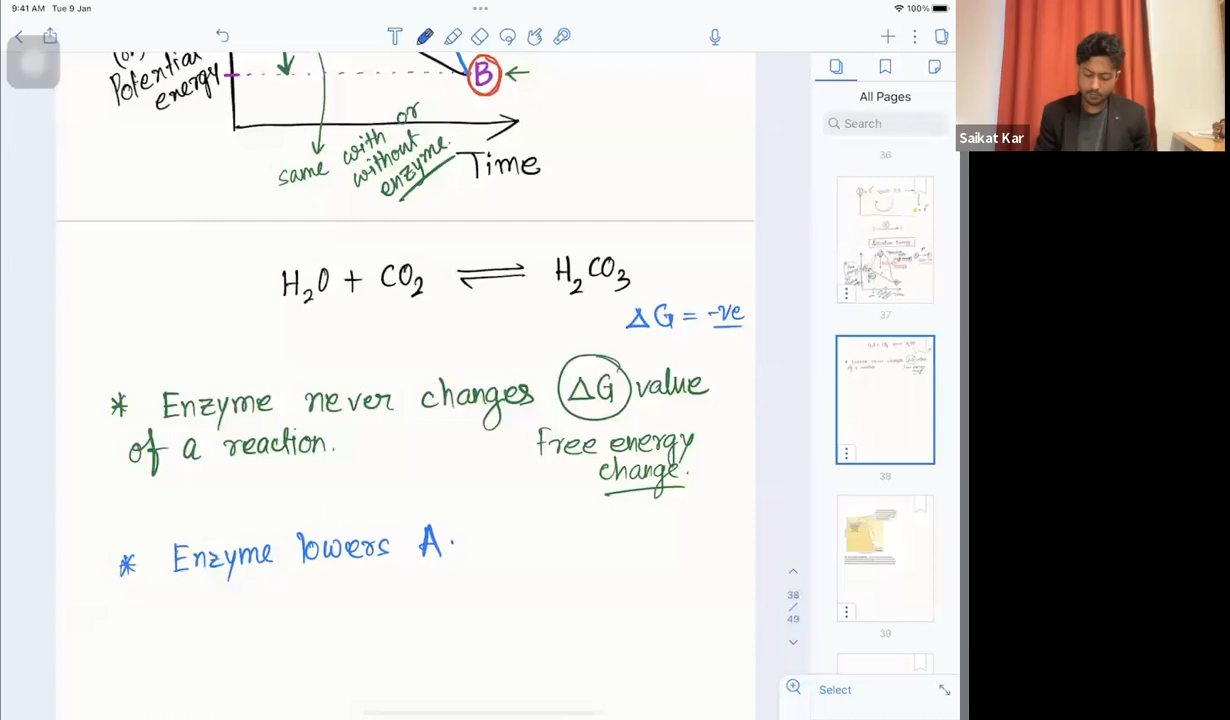 9:41 AM Tue 9 Jan
100%
T
(or)
Potential
energy
B
same
with or
without
enzyme.
Time
H2O + CO2 ⇌ H2CO3
ΔG = -ve
* Enzyme never changes ΔG value
of a reaction.
Free energy
change.
* Enzyme lowers A.
All Pages
Search
36
37
38
39
38
/
49
Select
Saikat Kar